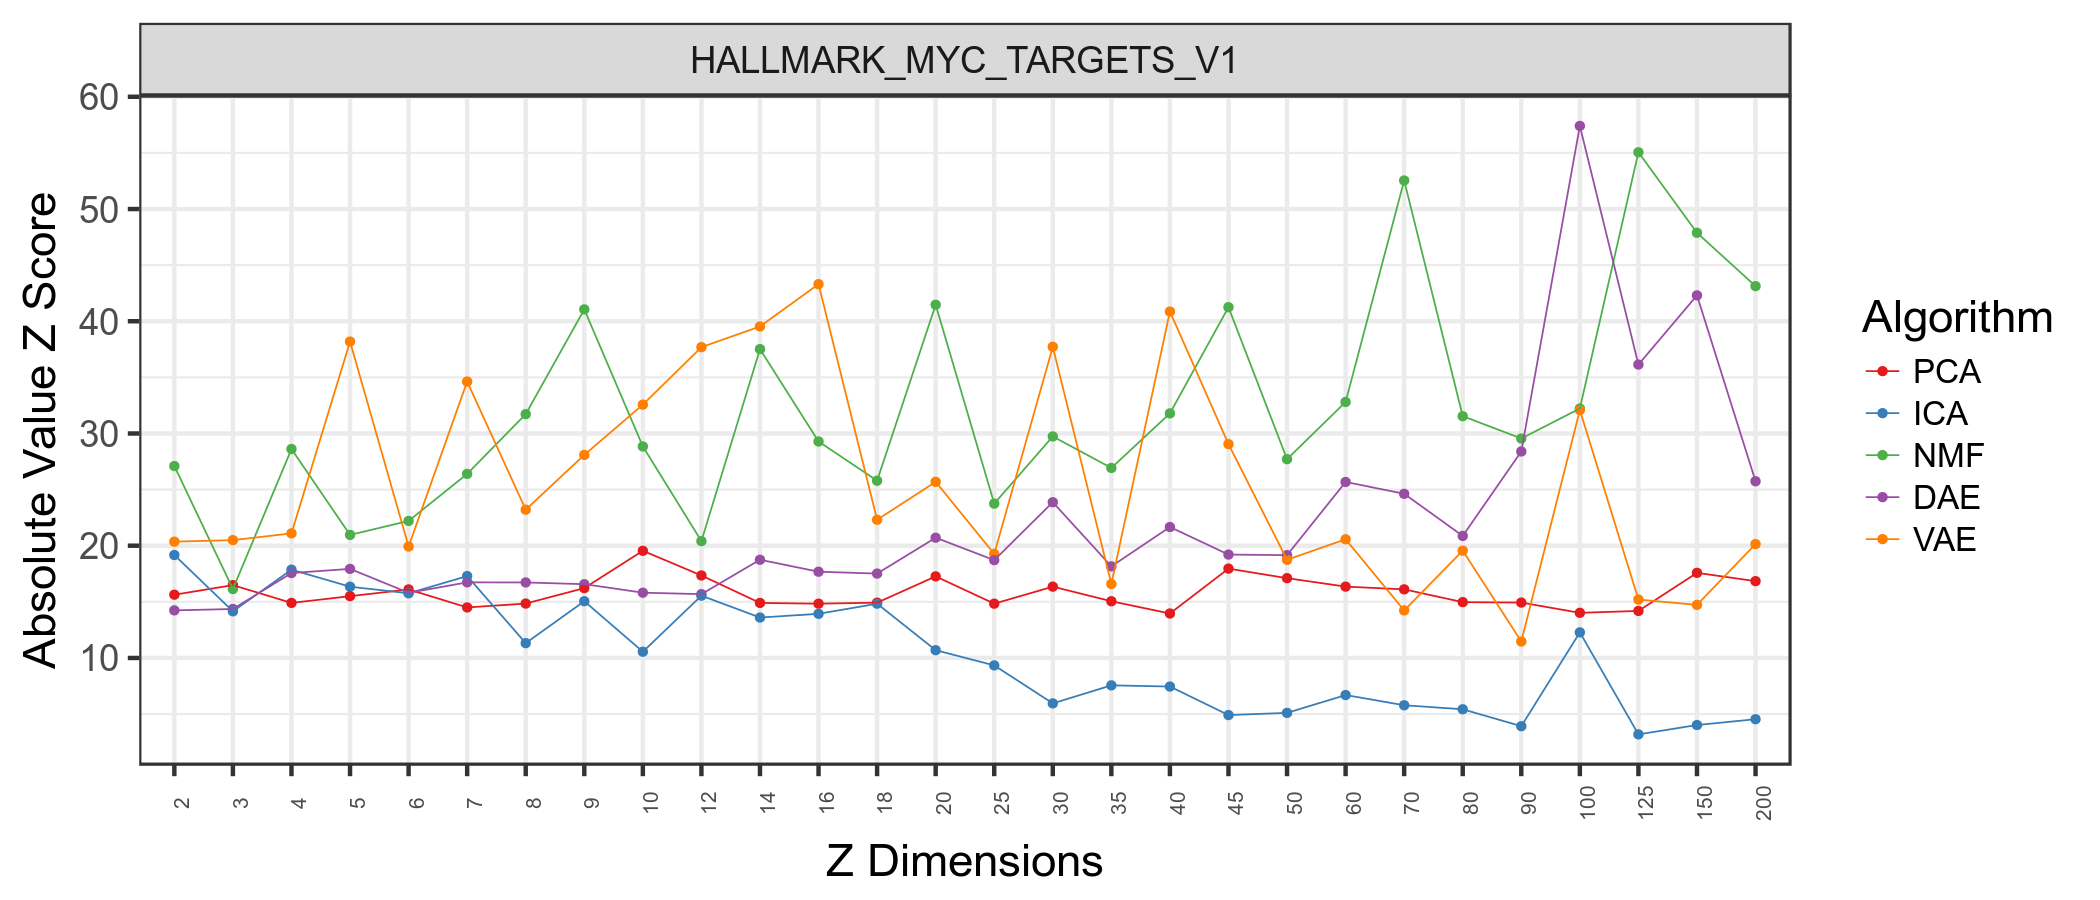 HALLMARK_MYC_TARGETS_V1
Absolute Value Z Score
60
50
40
30
20
10
2 3 4 5 6 7 8 9 10 12 14 16 18 20 25 30 35 40 45 50 60 70 80 90 100 125 150 200
Z Dimensions
Algorithm
PCA
ICA
NMF
DAE
VAE